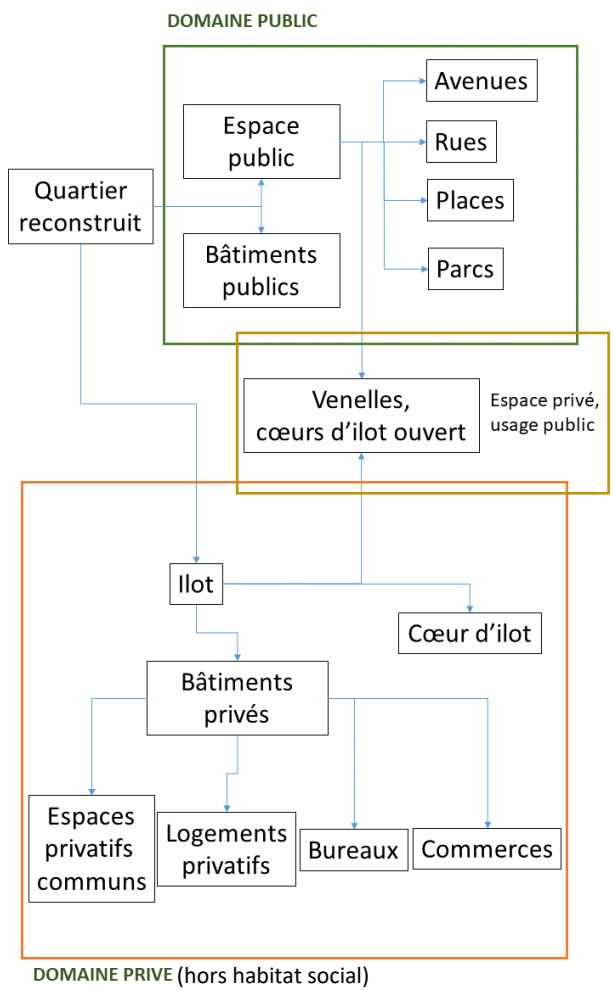 DOMAINE PUBLIC
Avenues
Espace
public
Rues
Quartier
reconstruit
Places
Bâtiments
publics
Parcs
Venelles,
cœurs d’ilot ouvert
Espace privé,
usage public
Ilot
Cœur d’ilot
Bâtiments
privés
Espaces
privatifs
communs
Logements
privatifs
Bureaux
Commerces
DOMAINE PRIVE (hors habitat social)